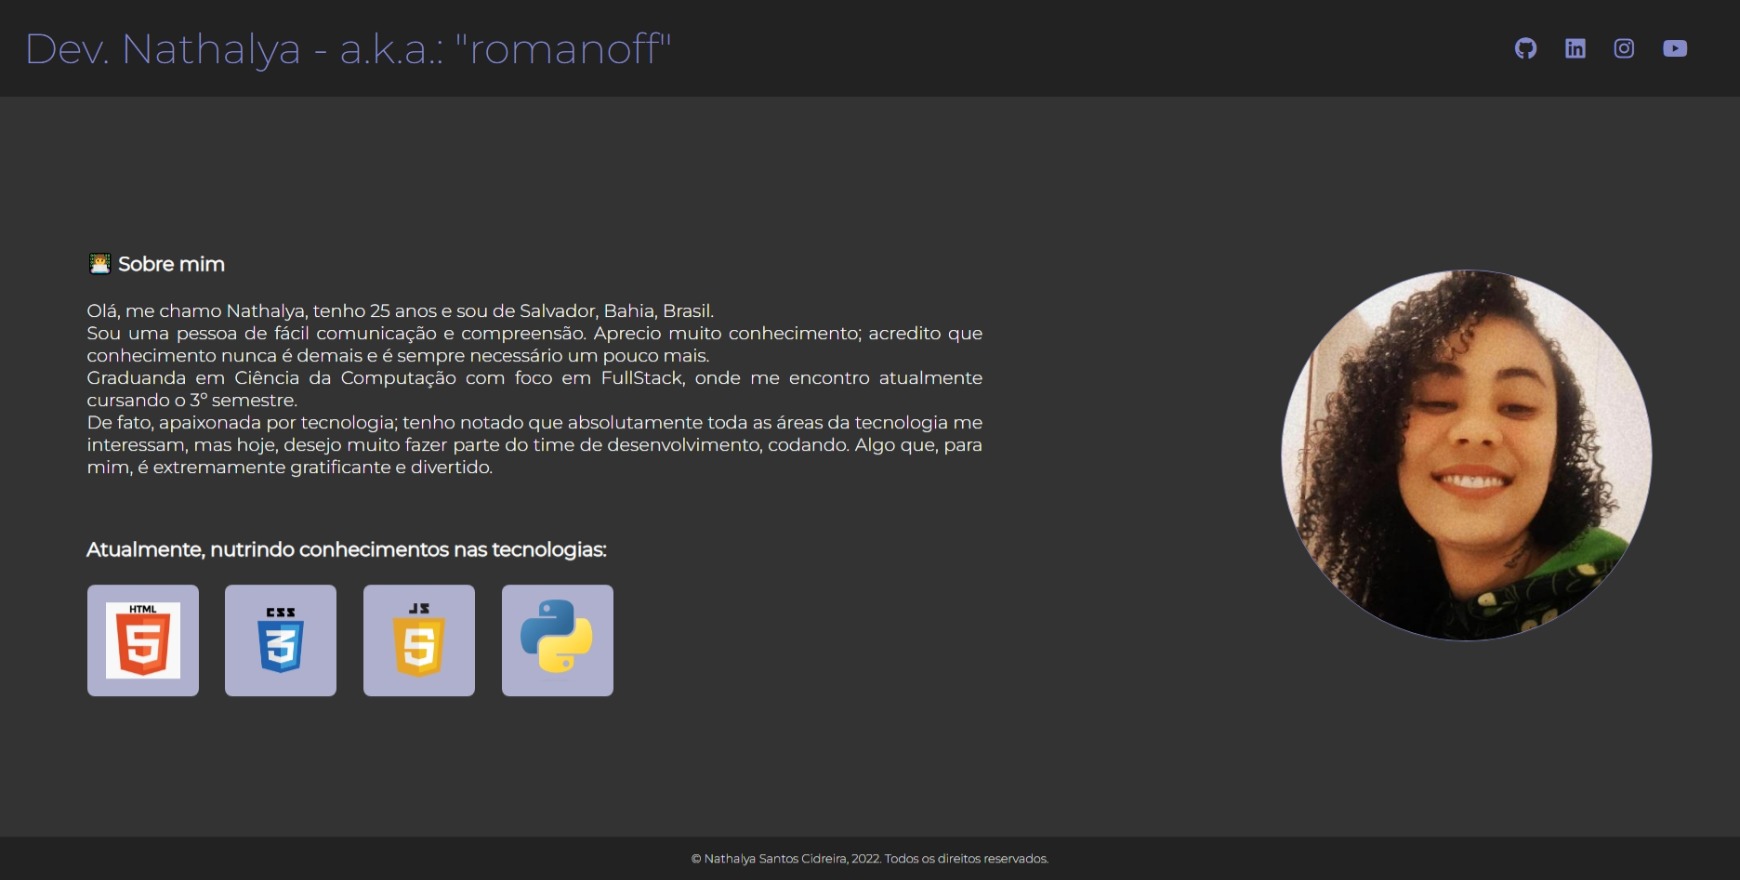 Dev. Nathalya - a.k.a.: "romanoff"
Sobre mim
Olá, me chamo Nathalya, tenho 25 anos e sou de Salvador, Bahia, Brasil.
Sou uma pessoa de fácil comunicação e compreensão. Aprecio muito conhecimento; acredito que
conhecimento nunca é demais e é sempre necessário um pouco mais.
Graduanda em Ciência da Computação com foco em FullStack, onde me encontro atualmente
cursando o 3º semestre.
De fato, apaixonada por tecnologia; tenho notado que absolutamente toda as áreas da tecnologia me
interessam, mas hoje, desejo muito fazer parte do time de desenvolvimento, codando. Algo que, para
mim, é extremamente gratificante e divertido.
Atualmente, nutrindo conhecimentos nas tecnologias:
HTML
5
CSS
3
JS
5
© Nathalya Santos Cidreira, 2022. Todos os direitos reservados.